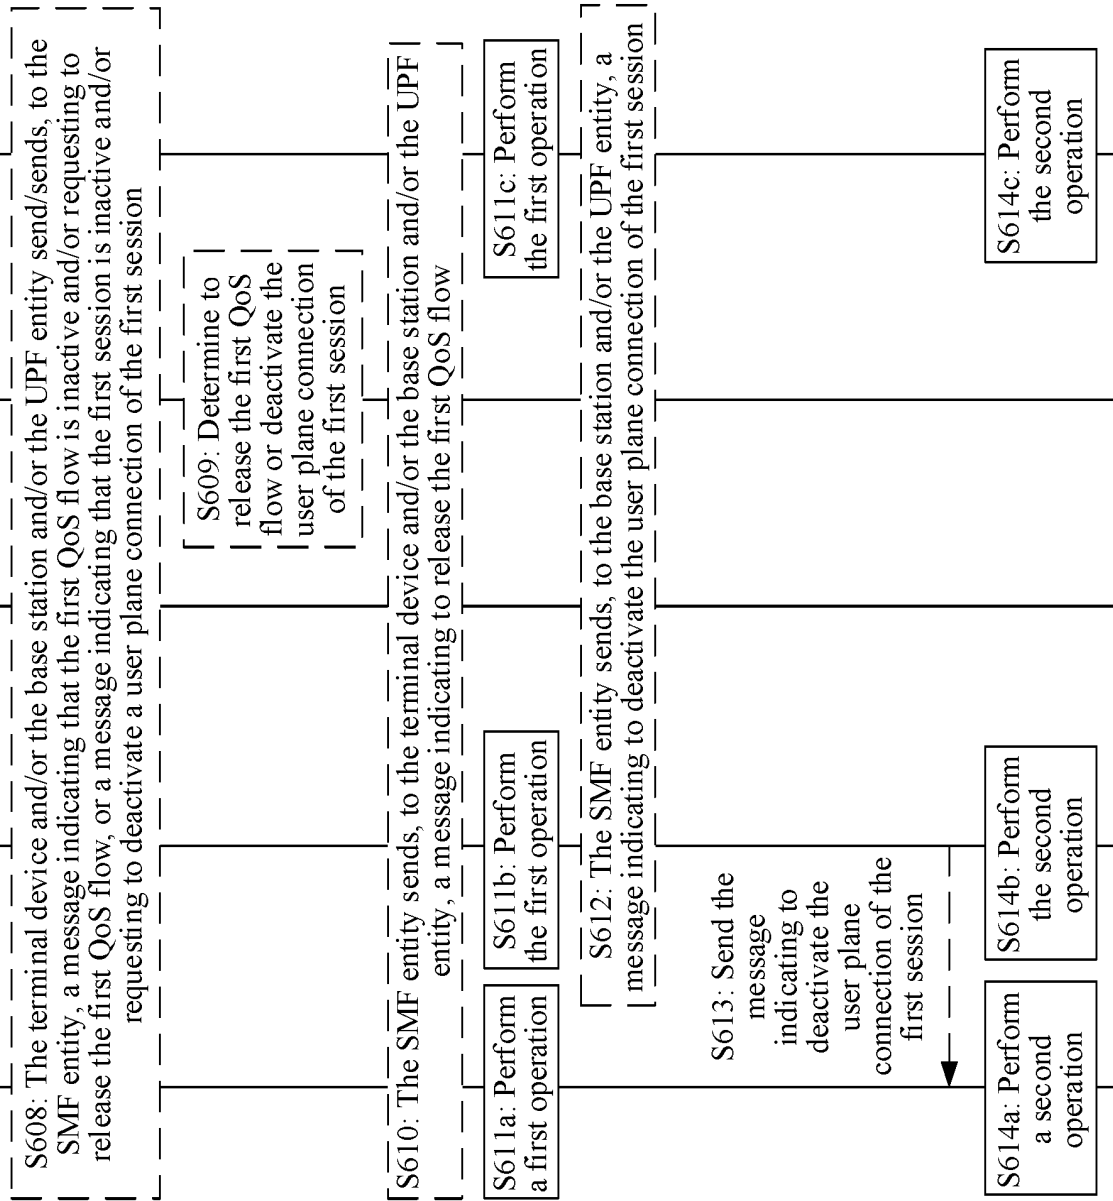 S608: The terminal device and/or the base station and/or the UPF entity send/sends, to the
SMF entity, a message indicating that the first QoS flow is inactive and/or requesting to
release the first QoS flow, or a message indicating that the first session is inactive and/or
requesting to deactivate a user plane connection of the first session
S609: Determine to
release the first QoS
flow or deactivate the
user plane connection
of the first session
S610: The SMF entity sends, to the terminal device and/or the base station and/or the UPF
entity, a message indicating to release the first QoS flow
S611a: Perform
a first operation
S611b: Perform
the first operation
S611c: Perform
the first operation
S612: The SMF entity sends, to the base station and/or the UPF entity, a
message indicating to deactivate the user plane connection of the first session
S613: Send the
message
indicating to
deactivate the
user plane
connection of the
first session
S614a: Perform
a second
operation
S614b: Perform
the second
operation
S614c: Perform
the second
operation